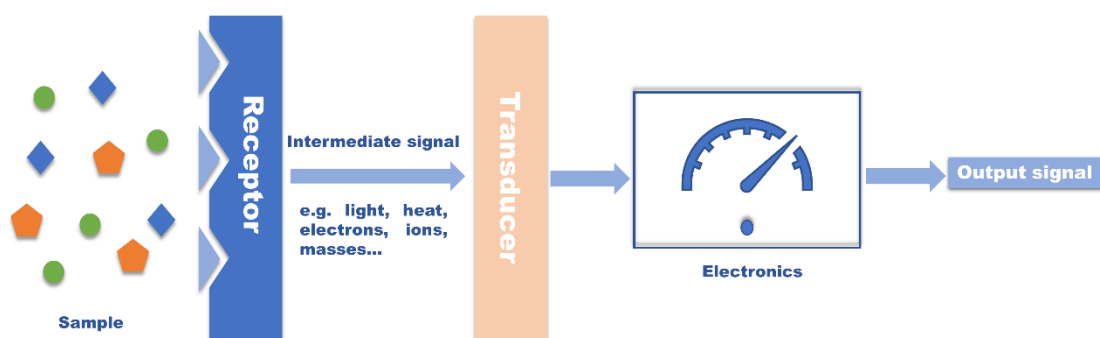 Sample
Receptor
Intermediate signal
e.g. light, heat,
electrons, ions,
masses...
Transducer
Electronics
Output signal